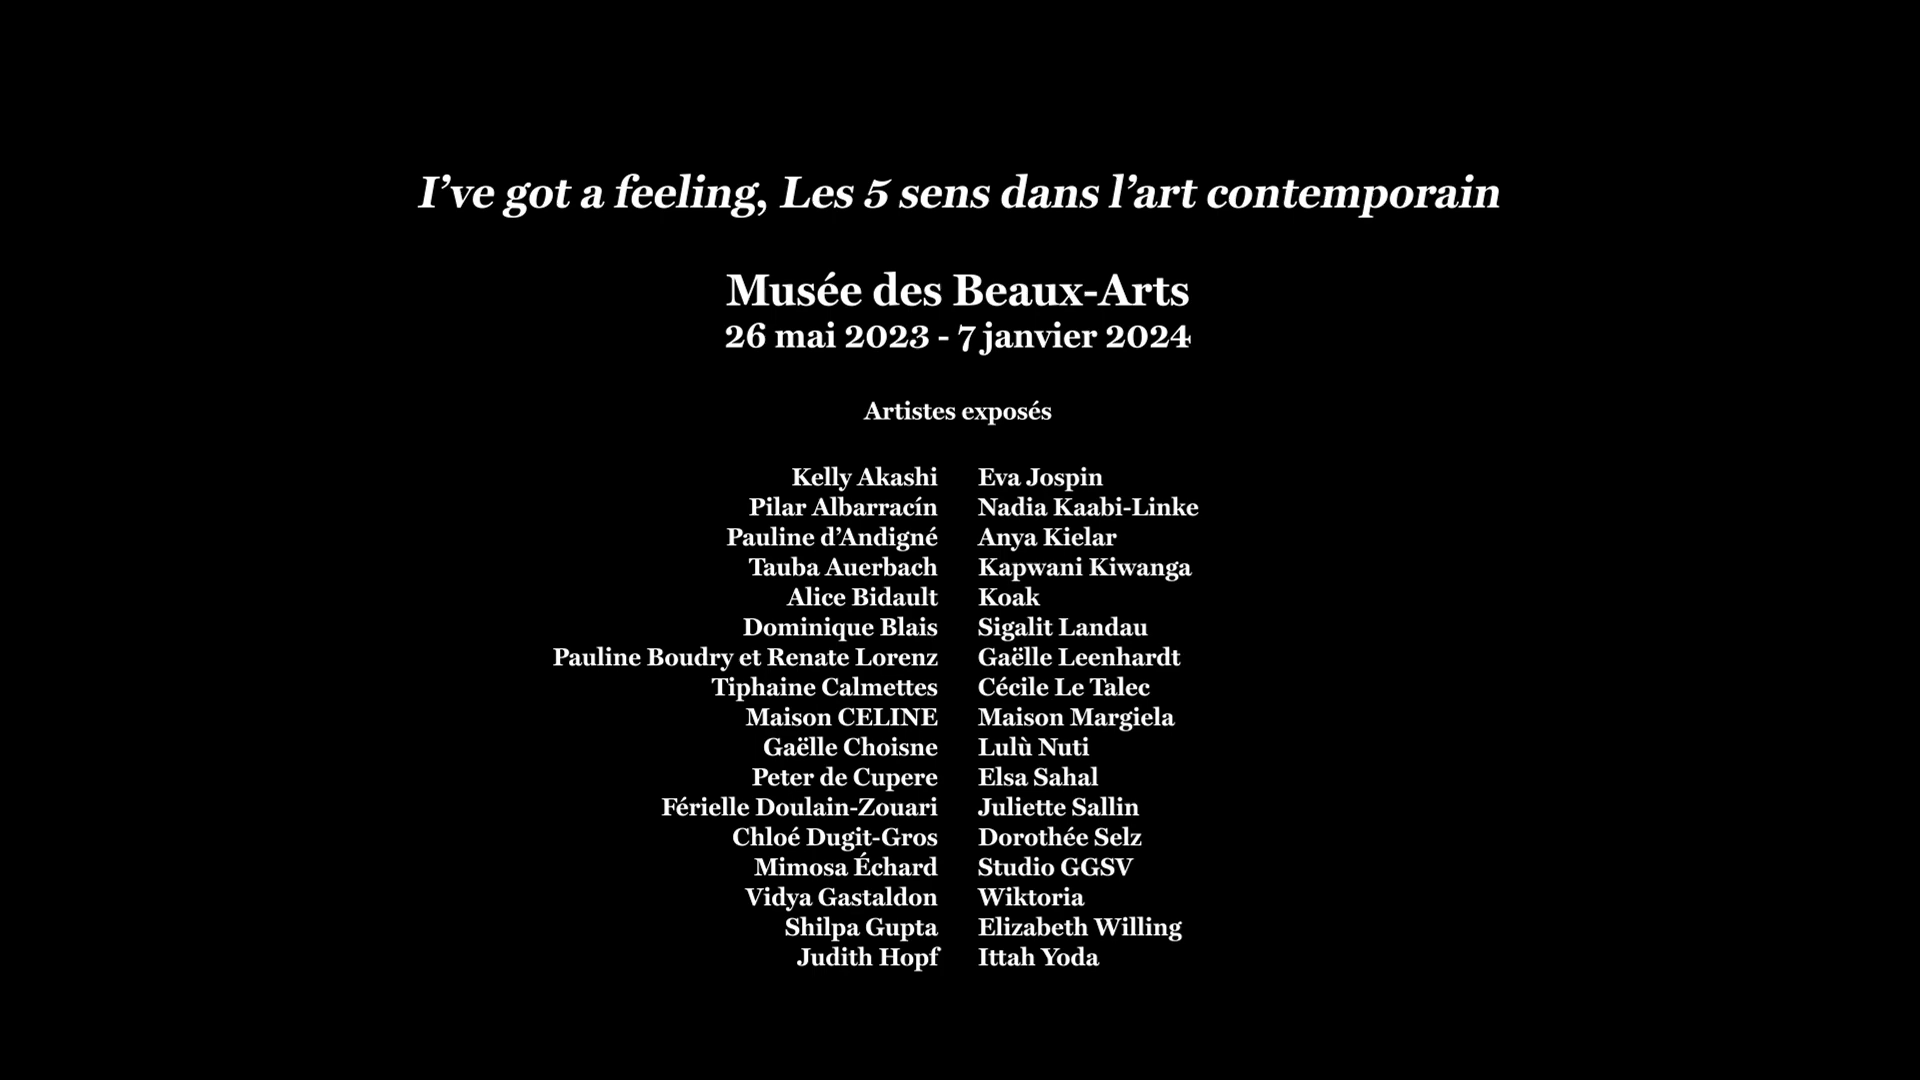 I’ve got a feeling, Les 5 sens dans l’art contemporain
Musée des Beaux-Arts
26 mai 2023 - 7 janvier 2024
Artistes exposés
Kelly Akashi
Pilar Albarracín
Pauline d’Andigné
Tauba Auerbach
Alice Bidault
Dominique Blais
Pauline Boudry et Renate Lorenz
Tiphaine Calmettes
Maison CELINE
Gaëlle Choisne
Peter de Cupere
Férielle Doulain-Zouari
Chloé Dugit-Gros
Mimosa Échard
Vidya Gastaldon
Shilpa Gupta
Judith Hopf
Eva Jospin
Nadia Kaabi-Linke
Anya Kielar
Kapwani Kiwanga
Koak
Sigalit Landau
Gaëlle Leenhardt
Cécile Le Talec
Maison Margiela
Lulù Nuti
Elsa Sahal
Juliette Sallin
Dorothée Selz
Studio GGSV
Wiktoria
Elizabeth Willing
Ittah Yoda